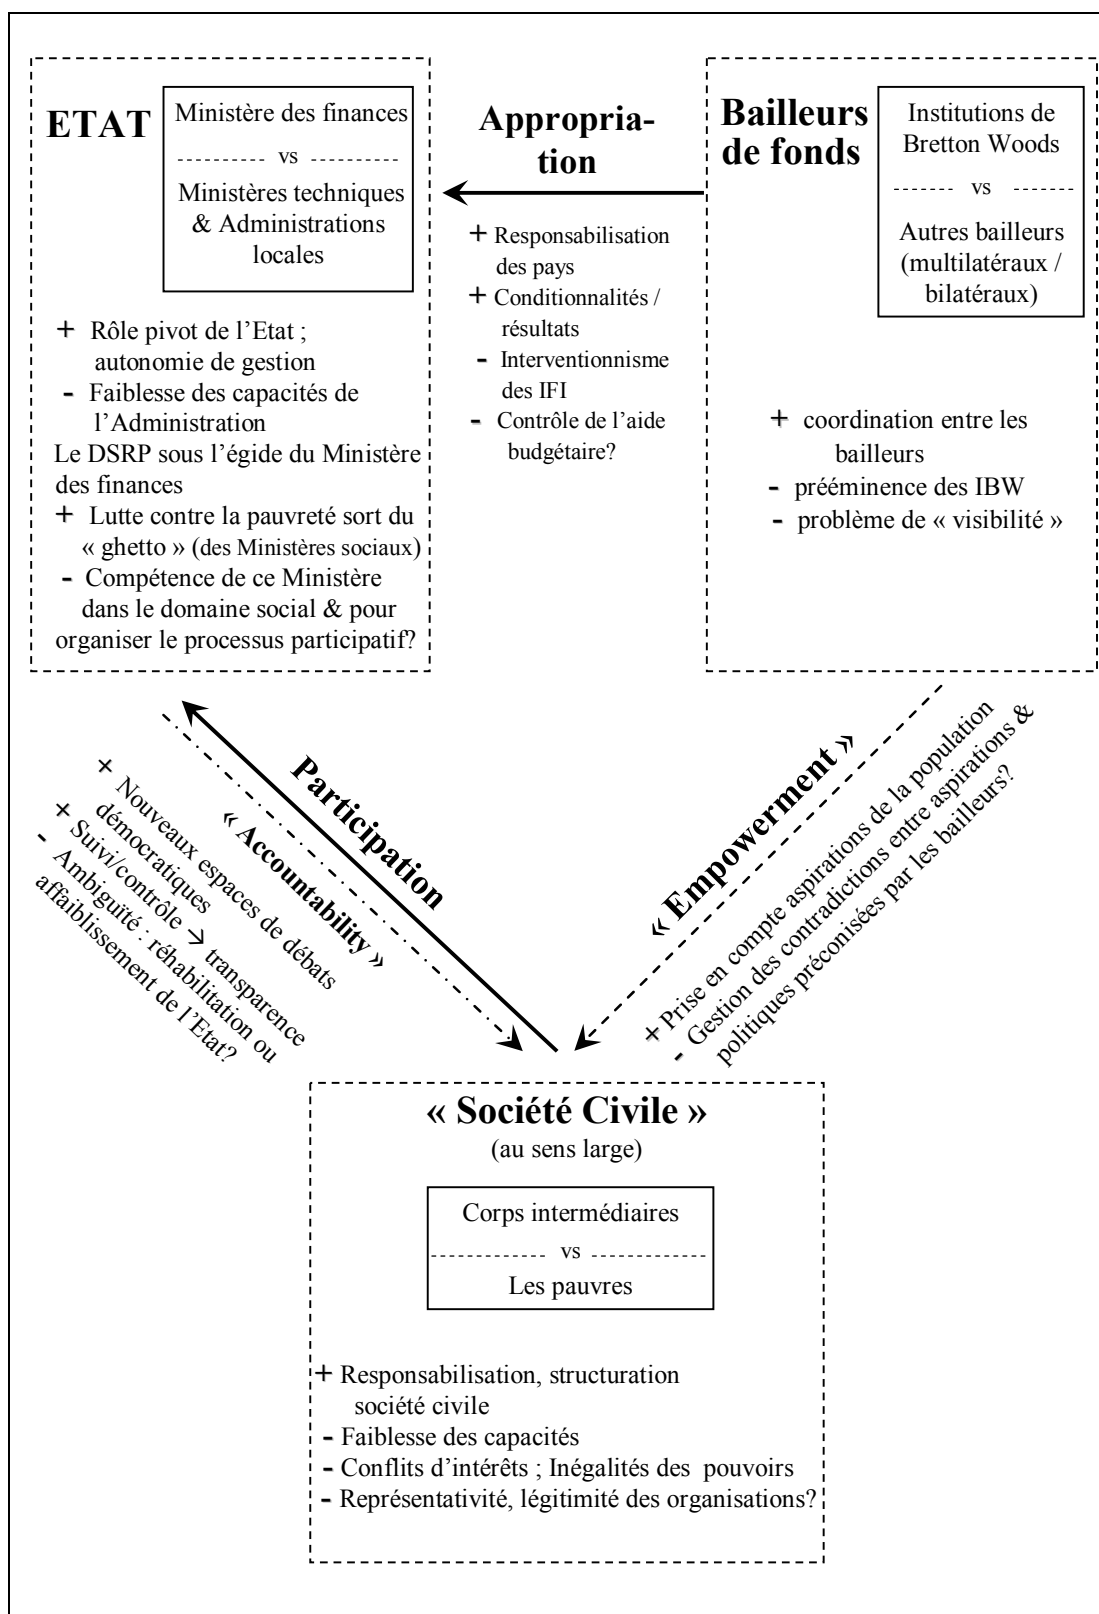 ETAT
Ministère des finances
---------- vs ----------
Ministères techniques
& Administrations
locales
+ Rôle pivot de l’Etat ;
autonomie de gestion
- Faiblesse des capacités de
l’Administration
Le DSRP sous l’égide du Ministère
des finances
+ Lutte contre la pauvreté sort du
« ghetto » (des Ministères sociaux)
- Compétence de ce Ministère
dans le domaine social & pour
organiser le processus participatif?
Appropria-
tion
+ Responsabilisation
des pays
+ Conditionnalités /
résultats
- Interventionnisme
des IFI
- Contrôle de l’aide
budgétaire?
Bailleurs
de fonds
Institutions de
Bretton Woods
------- vs -------
Autres bailleurs
(multilatéraux /
bilatéraux)
+ coordination entre les
bailleurs
- prééminence des IBW
- problème de « visibilité »
Participation
« Accountability »
+ Nouveaux espaces de débats
démocratiques
+ Suivi/contrôle → transparence
- Ambiguïté : réhabilitation ou
affaiblissement de l’Etat?
« Empowerment »
+ Prise en compte aspirations de la population
- Gestion des contradictions entre aspirations &
politiques préconisées par les bailleurs?
« Société Civile »
(au sens large)
Corps intermédiaires
------------- vs -------------
Les pauvres
+ Responsabilisation, structuration
société civile
- Faiblesse des capacités
- Conflits d’intérêts ; Inégalités des pouvoirs
- Représentativité, légitimité des organisations?